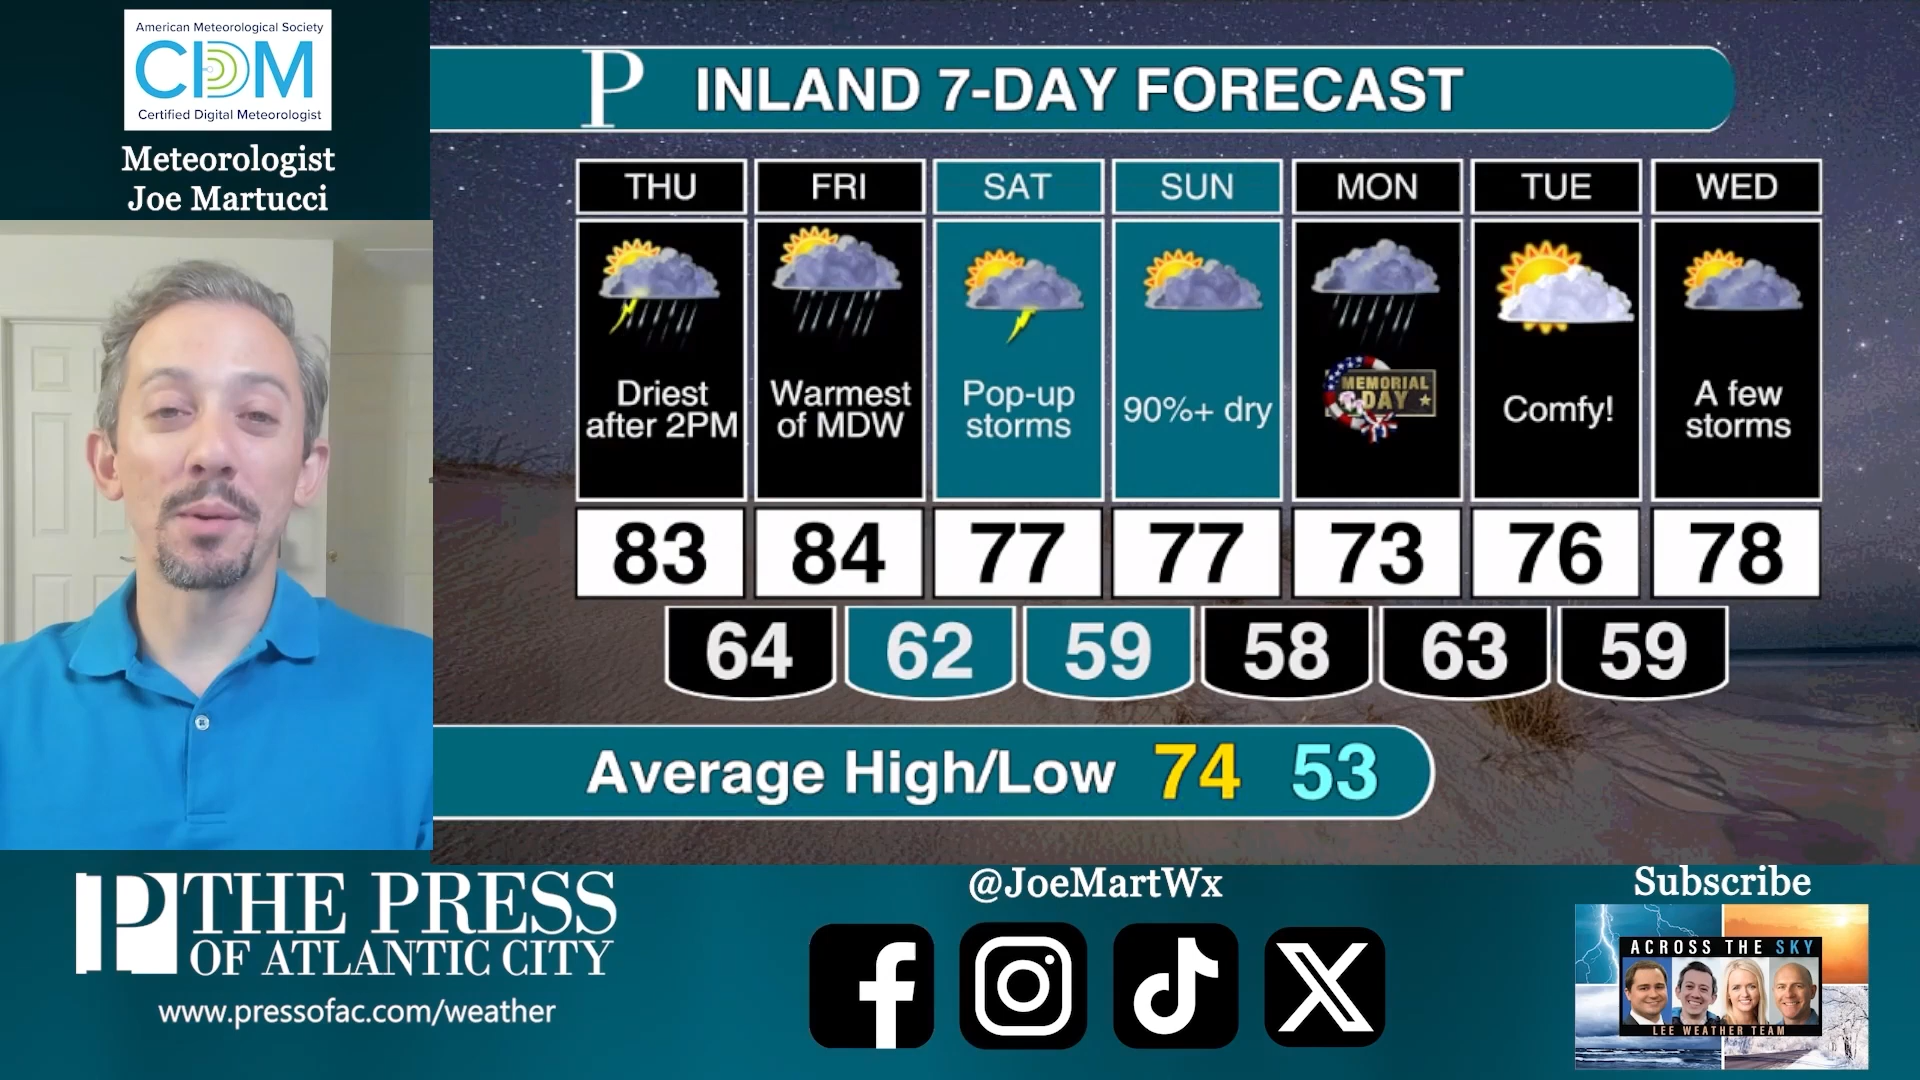 American Meteorological Society
CDM
Certified Digital Meteorologist
Meteorologist
Joe Martucci
P INLAND 7-DAY FORECAST
THU FRI SAT SUN MON TUE WED
Driest
after 2PM
Warmest
of MDW
Pop-up
storms
90%+ dry
MEMORIAL
DAY
Comfy!
A few
storms
83 84 77 77 73 76 78
64 62 59 58 63 59
Average High/Low 74 53
P THE PRESS
OF ATLANTIC CITY
www.pressofac.com/weather
@JoeMartWx
Subscribe
ACROSS THE SKY
LEE WEATHER TEAM